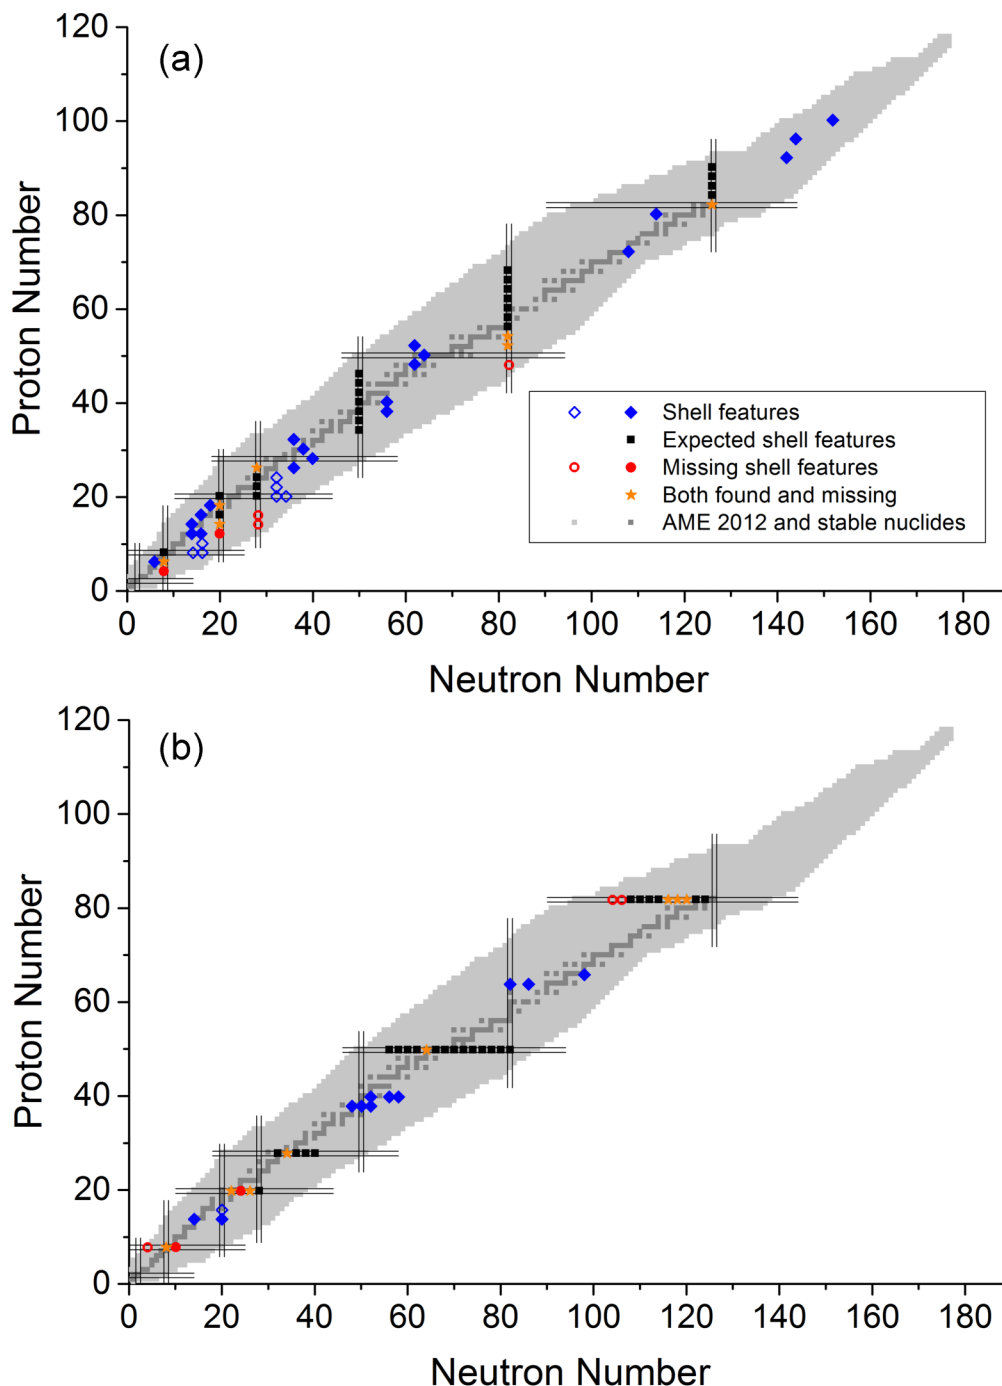 (a)
120
100
80
60
40
20
0
Proton Number
0 20 40 60 80 100 120 140 160 180
Neutron Number
Shell features
Expected shell features
Missing shell features
Both found and missing
AME 2012 and stable nuclides
(b)
120
100
80
60
40
20
0
Proton Number
0 20 40 60 80 100 120 140 160 180
Neutron Number